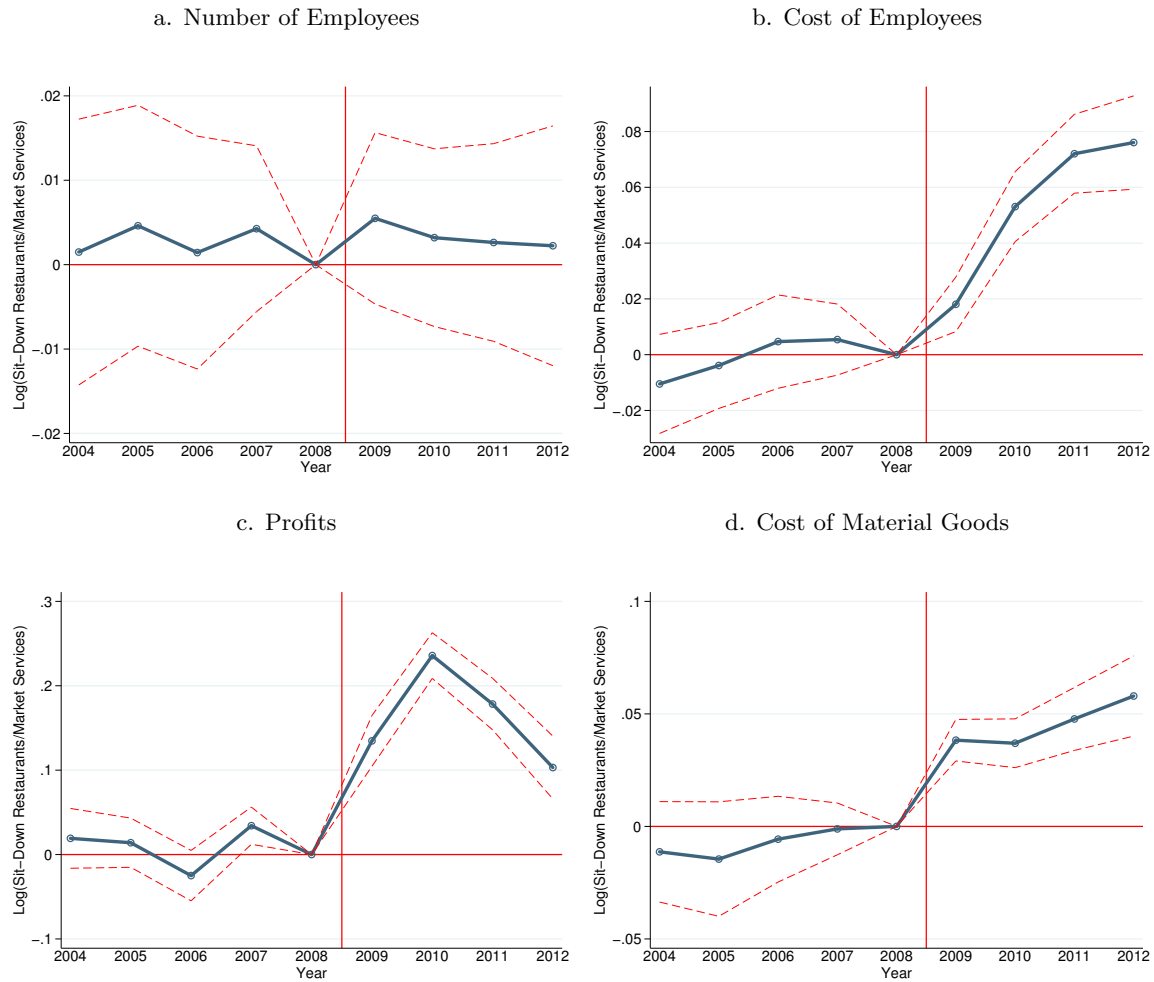 a. Number of Employees
Log(Sit−Down Restaurants/Market Services)
.02
.01
0
−.01
−.02
2004 2005 2006 2007 2008 2009 2010 2011 2012
Year
b. Cost of Employees
Log(Sit−Down Restaurants/Market Services)
.08
.06
.04
.02
0
−.02
2004 2005 2006 2007 2008 2009 2010 2011 2012
Year
c. Profits
Log(Sit−Down Restaurants/Market Services)
.3
.2
.1
0
−.1
2004 2005 2006 2007 2008 2009 2010 2011 2012
Year
d. Cost of Material Goods
Log(Sit−Down Restaurants/Market Services)
.1
.05
0
−.05
2004 2005 2006 2007 2008 2009 2010 2011 2012
Year